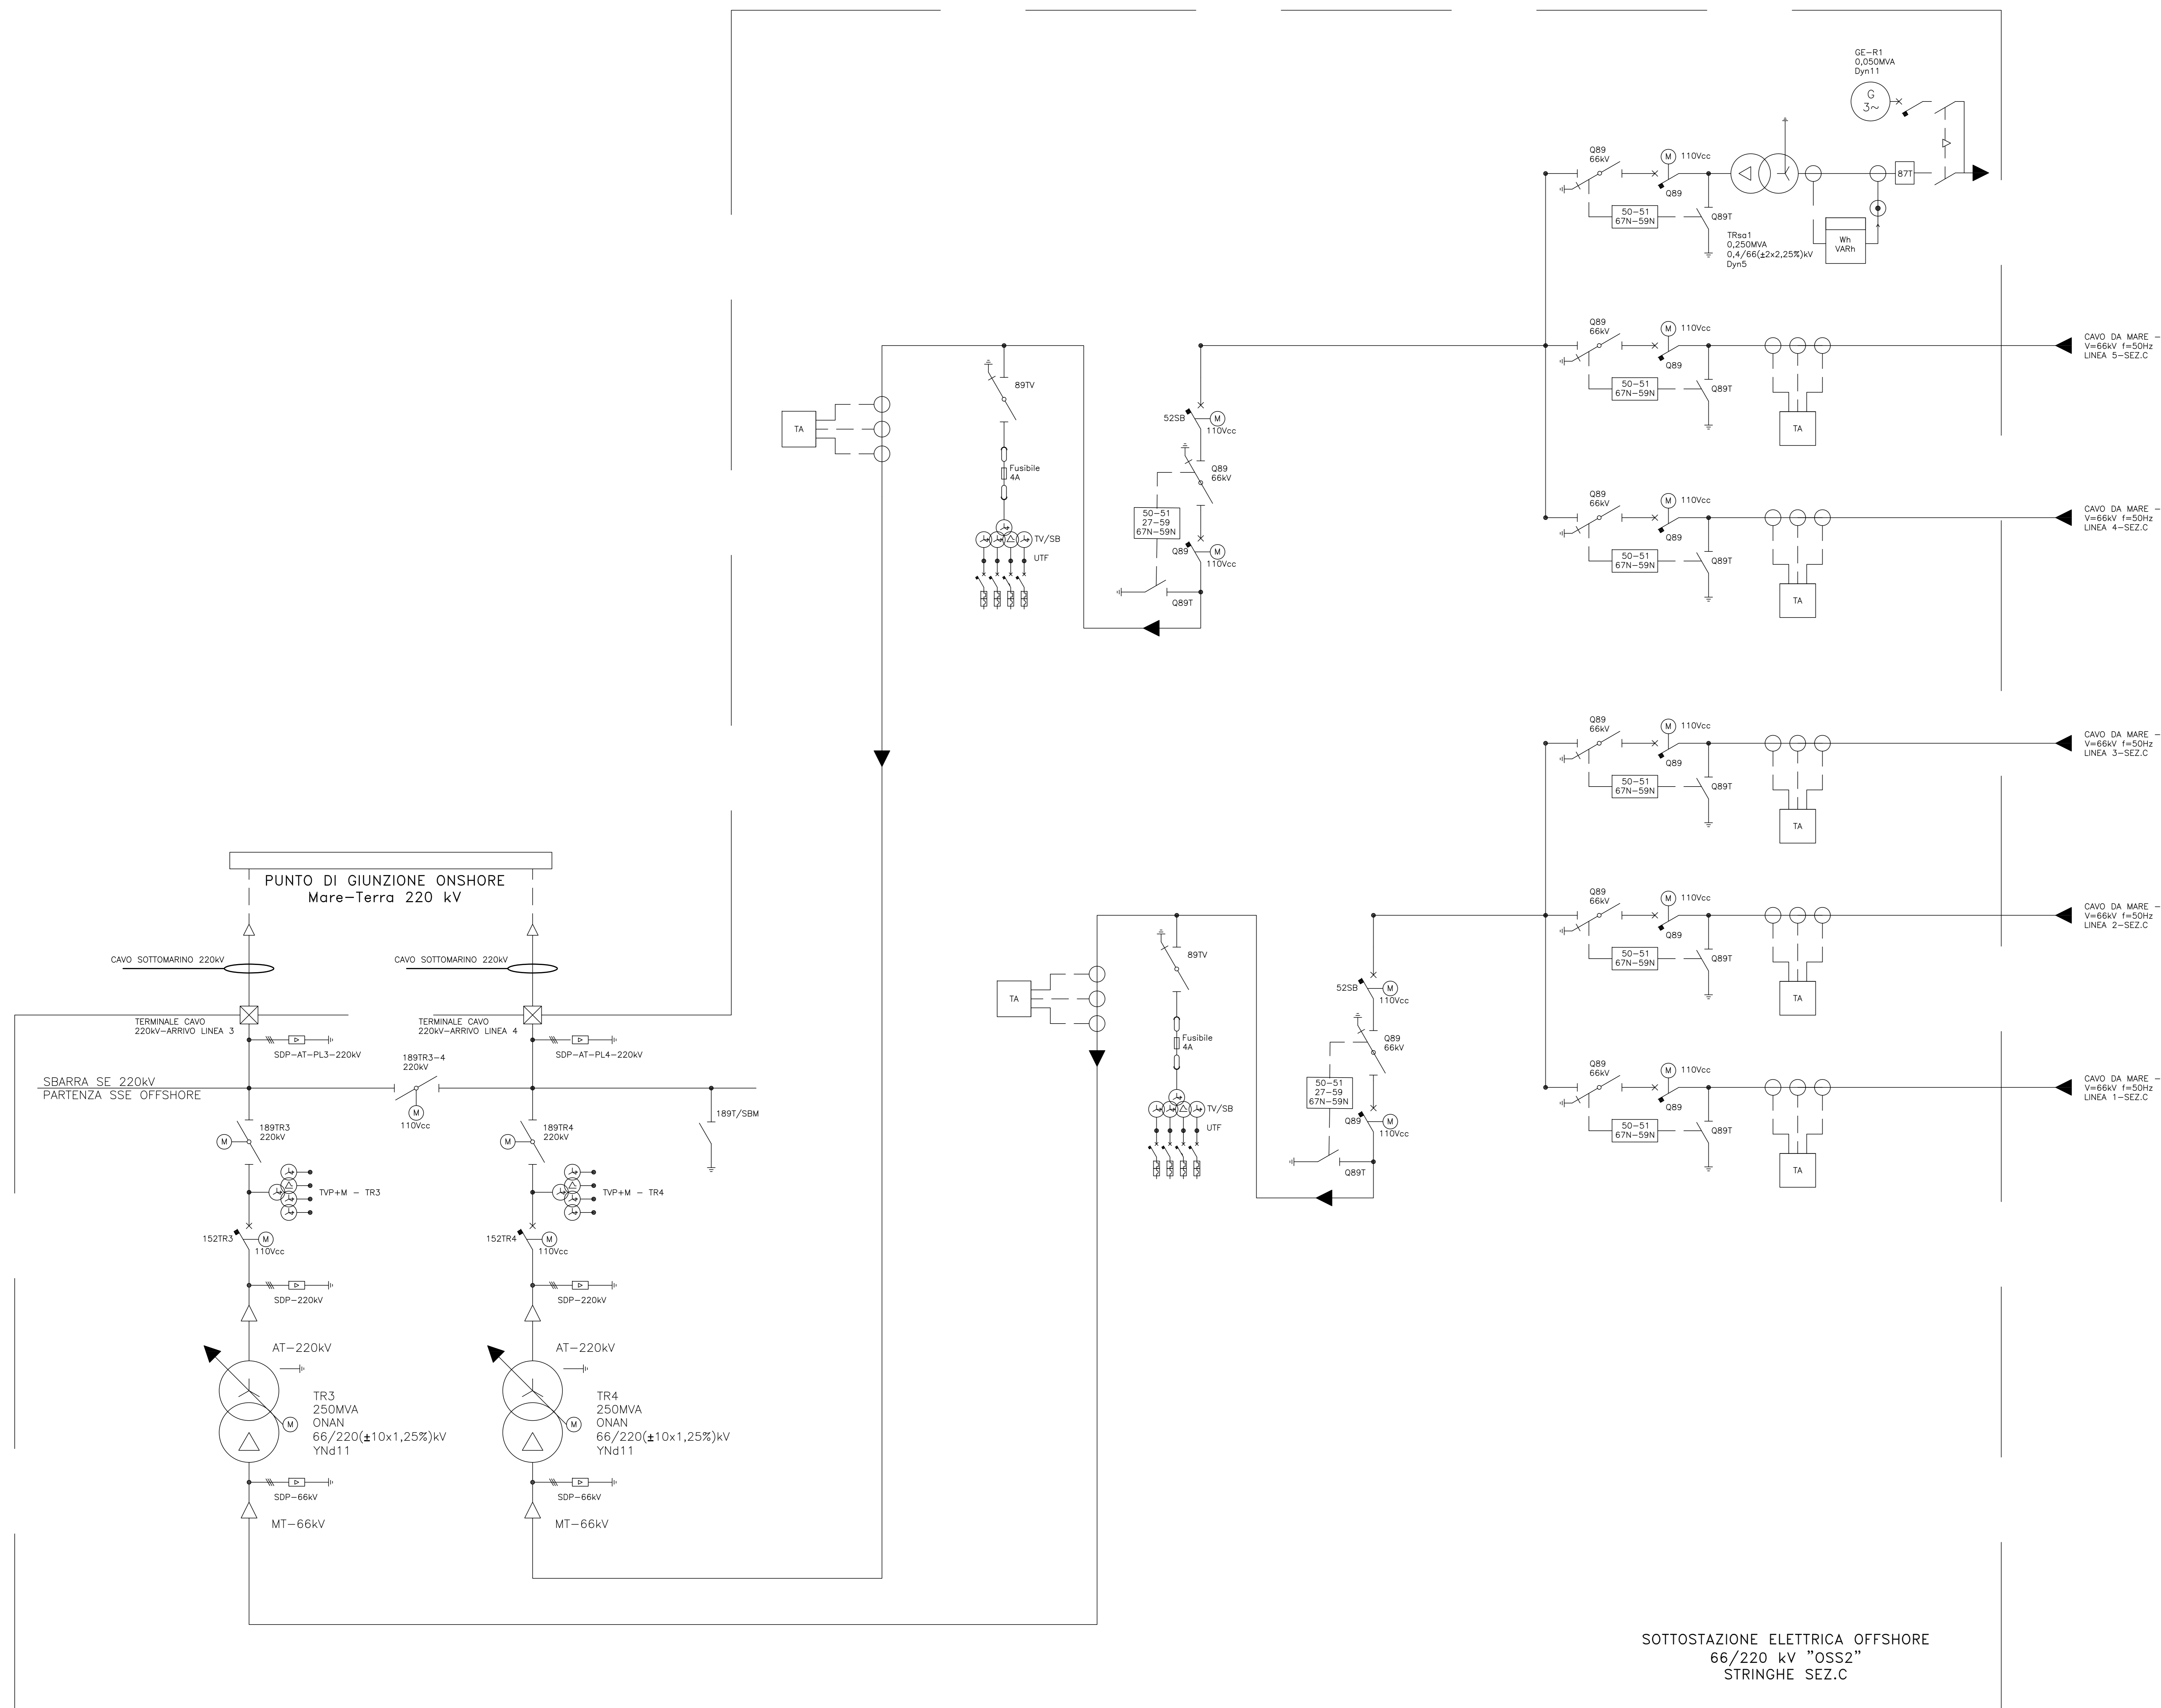 GE-R1
0,050MVA
Dyn11
G
3~
Q89
66kV
M
110Vcc
Q89
50-51
67N-59N
Q89T
87T
Wh
VARh
TRsa1
0,250MVA
0,4/66(±2x2,25%)kV
Dyn5
Q89
66kV
M
110Vcc
Q89
50-51
67N-59N
Q89T
TA
CAVO DA MARE -
V=66kV f=50Hz
LINEA 5-SEZ.C
Q89
66kV
M
110Vcc
Q89
50-51
67N-59N
Q89T
TA
CAVO DA MARE -
V=66kV f=50Hz
LINEA 4-SEZ.C
TA
89TV
Fusibile
4A
TV/SB
UTF
52SB
M
110Vcc
Q89
66kV
50-51
27-59
67N-59N
Q89
M
110Vcc
Q89T
Q89
66kV
M
110Vcc
Q89
50-51
67N-59N
Q89T
TA
CAVO DA MARE -
V=66kV f=50Hz
LINEA 3-SEZ.C
Q89
66kV
M
110Vcc
Q89
50-51
67N-59N
Q89T
TA
CAVO DA MARE -
V=66kV f=50Hz
LINEA 2-SEZ.C
Q89
66kV
M
110Vcc
Q89
50-51
67N-59N
Q89T
TA
CAVO DA MARE -
V=66kV f=50Hz
LINEA 1-SEZ.C
TA
89TV
Fusibile
4A
TV/SB
UTF
52SB
M
110Vcc
Q89
66kV
50-51
27-59
67N-59N
Q89
M
110Vcc
Q89T
PUNTO DI GIUNZIONE ONSHORE
Mare-Terra 220 kV
CAVO SOTTOMARINO 220kV
CAVO SOTTOMARINO 220kV
TERMINALE CAVO
220kV-ARRIVO LINEA 3
TERMINALE CAVO
220kV-ARRIVO LINEA 4
SDP-AT-PL3-220kV
SDP-AT-PL4-220kV
189TR3-4
220kV
M
110Vcc
SBARRA SE 220kV
PARTENZA SSE OFFSHORE
189T/SBM
189TR3
220kV
M
189TR4
220kV
M
TVP+M - TR3
TVP+M - TR4
152TR3
M
110Vcc
152TR4
M
110Vcc
SDP-220kV
SDP-220kV
AT-220kV
AT-220kV
TR3
250MVA
ONAN
66/220(±10x1,25%)kV
YNd11
M
TR4
250MVA
ONAN
66/220(±10x1,25%)kV
YNd11
M
SDP-66kV
SDP-66kV
MT-66kV
MT-66kV
SOTTOSTAZIONE ELETTRICA OFFSHORE
66/220 kV "OSS2"
STRINGHE SEZ.C